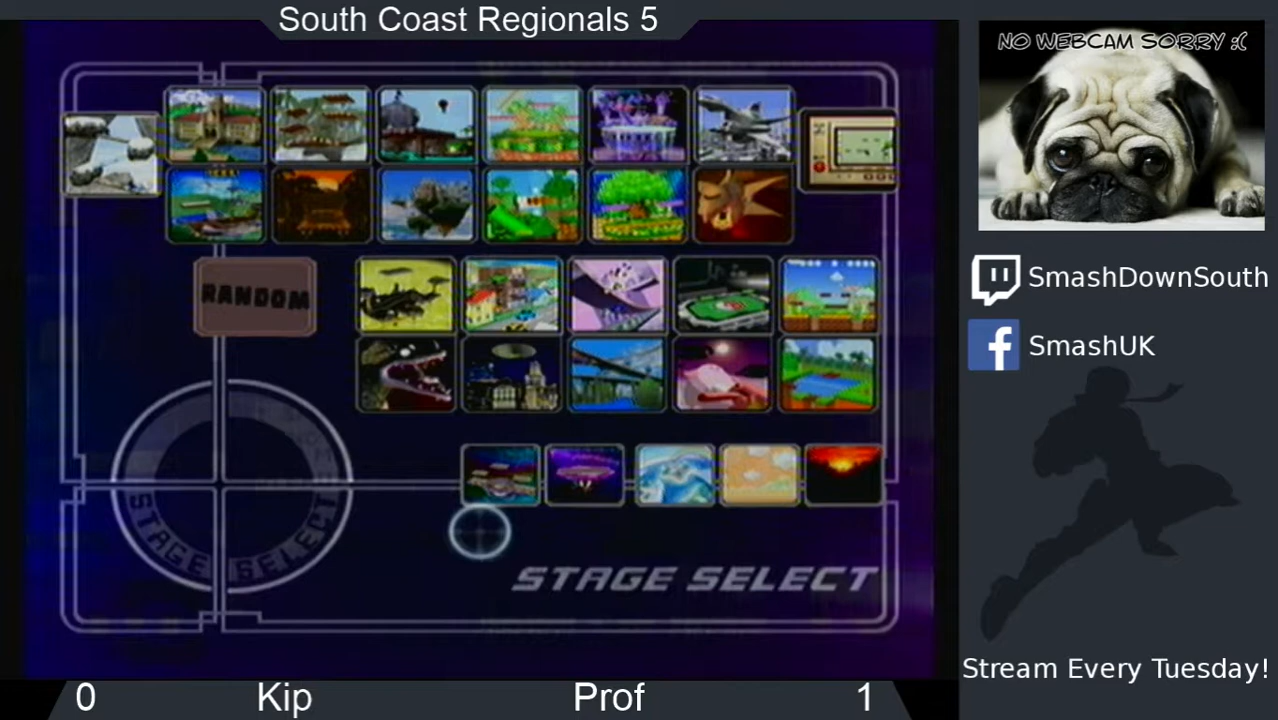 South Coast Regionals 5
NO WEBCAM SORRY :(
SmashDownSouth
SmashUK
RANDOM
STAGE SELECT
STAGE SELECT
Stream Every Tuesday!
0 Kip Prof 1